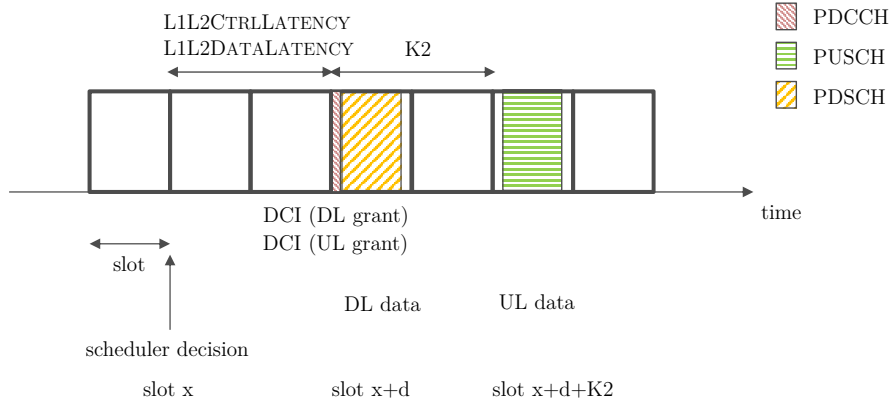 L1L2CTRLLATENCY
L1L2DATALATENCY
K2
PDCCH
PUSCH
PDSCH
time
DCI (DL grant)
DCI (UL grant)
slot
DL data
UL data
scheduler decision
slot x
slot x+d
slot x+d+K2